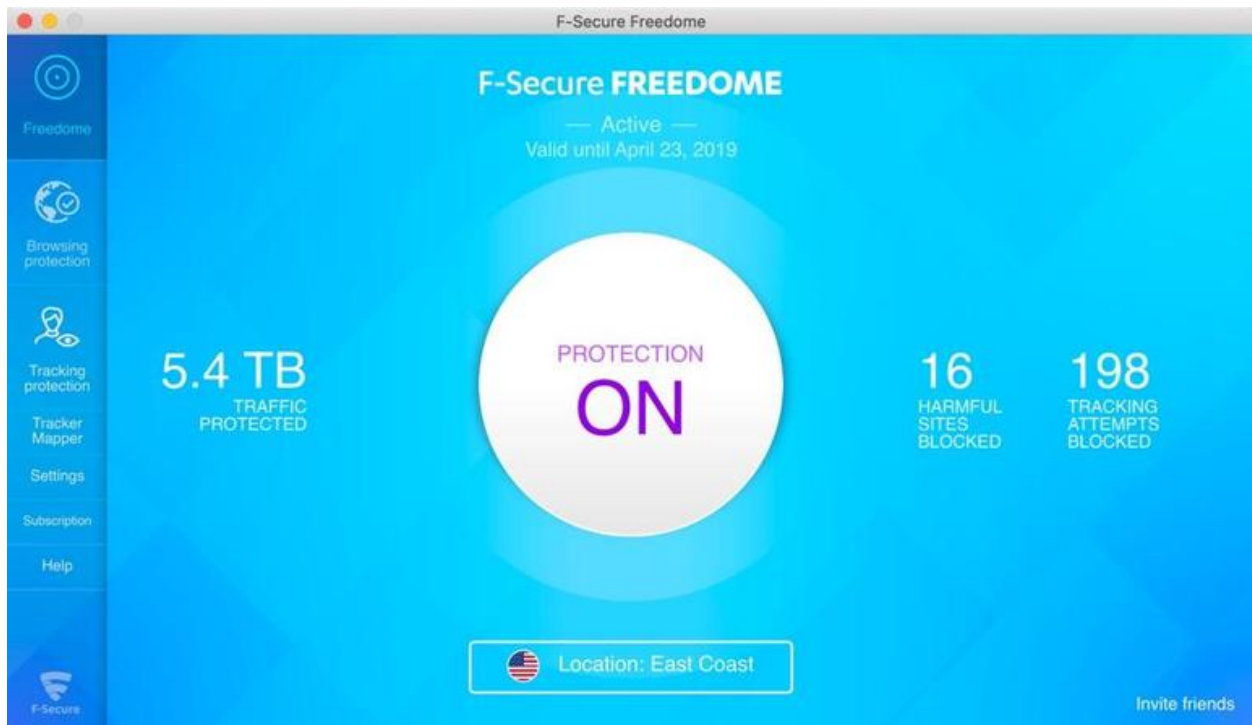 F-Secure Freedome
Freedome
Browsing
protection
Tracking
protection
Tracker
Mapper
Settings
Subscription
Help
F-Secure
F-Secure FREEDOME
— Active —
Valid until April 23, 2019
5.4 TB
TRAFFIC
PROTECTED
PROTECTION
ON
16
HARMFUL
SITES
BLOCKED
198
TRACKING
ATTEMPTS
BLOCKED
Location: East Coast
Invite friends